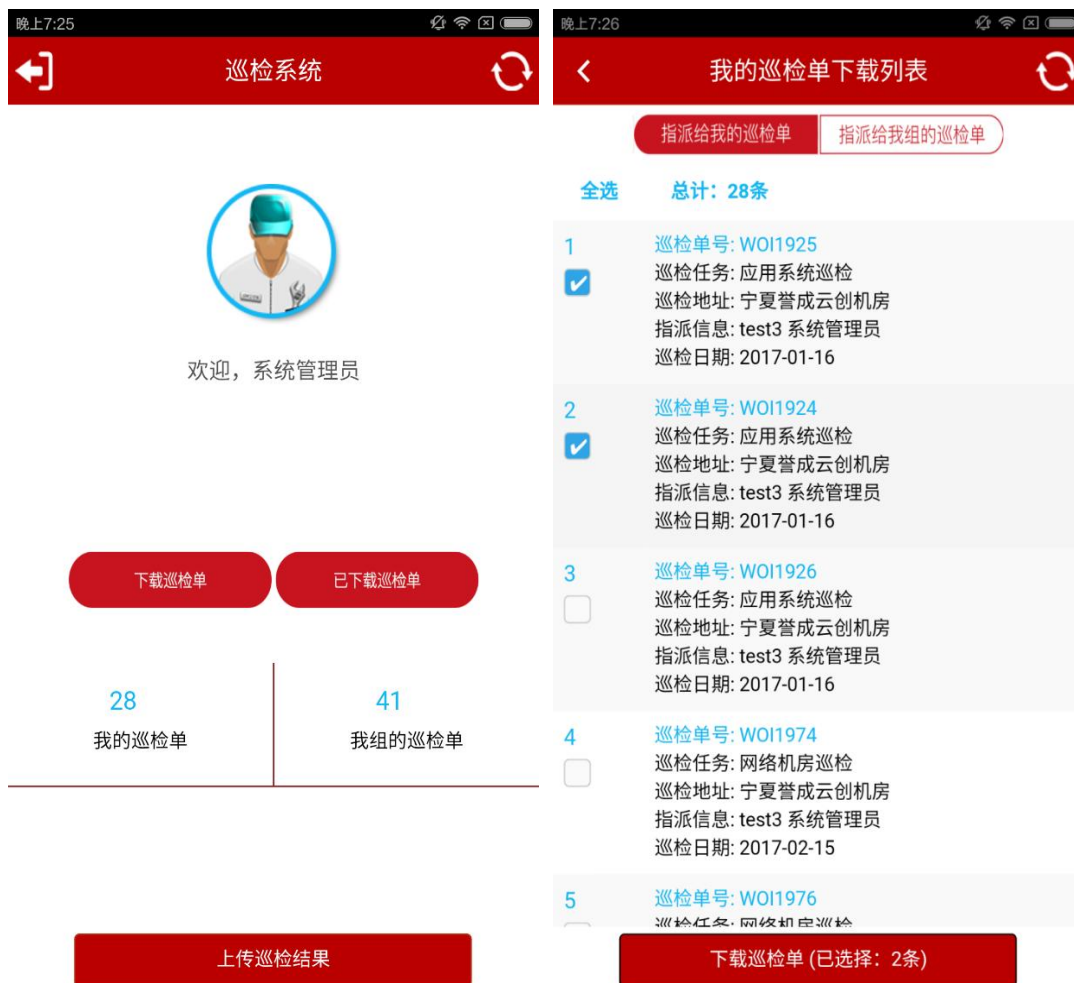 晚上7:25
巡检系统
欢迎，系统管理员
下载巡检单
已下载巡检单
28
41
我的巡检单
我组的巡检单
上传巡检结果
晚上7:26
我的巡检单下载列表
指派给我的巡检单
指派给我组的巡检单
全选
总计：28条
1
巡检单号: WOI1925
巡检任务: 应用系统巡检
巡检地址: 宁夏誉成云创机房
指派信息: test3 系统管理员
巡检日期: 2017-01-16
2
巡检单号: WOI1924
巡检任务: 应用系统巡检
巡检地址: 宁夏誉成云创机房
指派信息: test3 系统管理员
巡检日期: 2017-01-16
3
巡检单号: WOI1926
巡检任务: 应用系统巡检
巡检地址: 宁夏誉成云创机房
指派信息: test3 系统管理员
巡检日期: 2017-01-16
4
巡检单号: WOI1974
巡检任务: 网络机房巡检
巡检地址: 宁夏誉成云创机房
指派信息: test3 系统管理员
巡检日期: 2017-02-15
5
巡检单号: WOI1976
巡检任务: 网络机房巡检
下载巡检单 (已选择：2条)